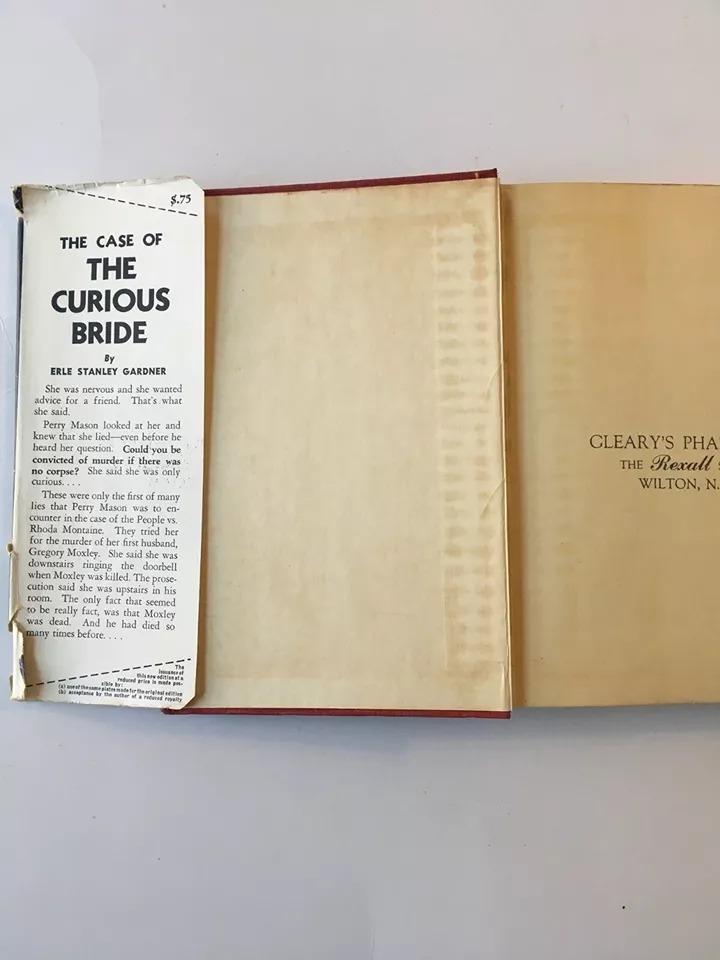 $.75
THE CASE OF
THE
CURIOUS
BRIDE
By
ERLE STANLEY GARDNER
She was nervous and she wanted
advice for a friend. That's what
she said.
Perry Mason looked at her and
knew that she lied—even before he
heard her question. Could you be
convicted of murder if there was
no corpse? She said she was only
curious. . . .
These were only the first of many
lies that Perry Mason was to en-
counter in the case of the People vs.
Rhoda Montaine. They tried her
for the murder of her first husband,
Gregory Moxley. She said she was
downstairs ringing the doorbell
when Moxley was killed. The prose-
cution said she was upstairs in his
room. The only fact that seemed
to be really fact, was that Moxley
was dead. And he had died so
many times before. . . .
The
issuance of
this new edition at a
reduced price is made pos-
sible by:
(a) use of the same plates made for the original edition
(b) acceptance by the author of a reduced royalty
CLEARY'S PHA
THE Rexall
WILTON, N.